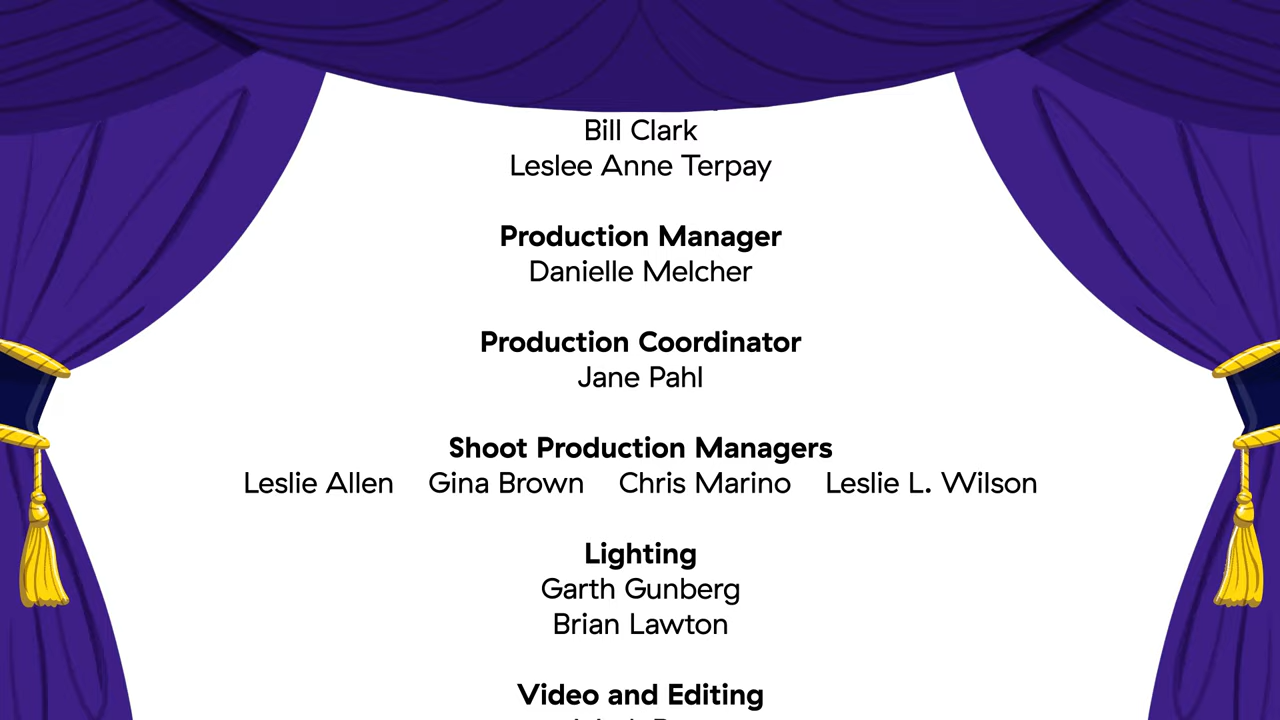 Bill Clark
Leslee Anne Terpay
Production Manager
Danielle Melcher
Production Coordinator
Jane Pahl
Shoot Production Managers
Leslie Allen Gina Brown Chris Marino Leslie L. Wilson
Lighting
Garth Gunberg
Brian Lawton
Video and Editing